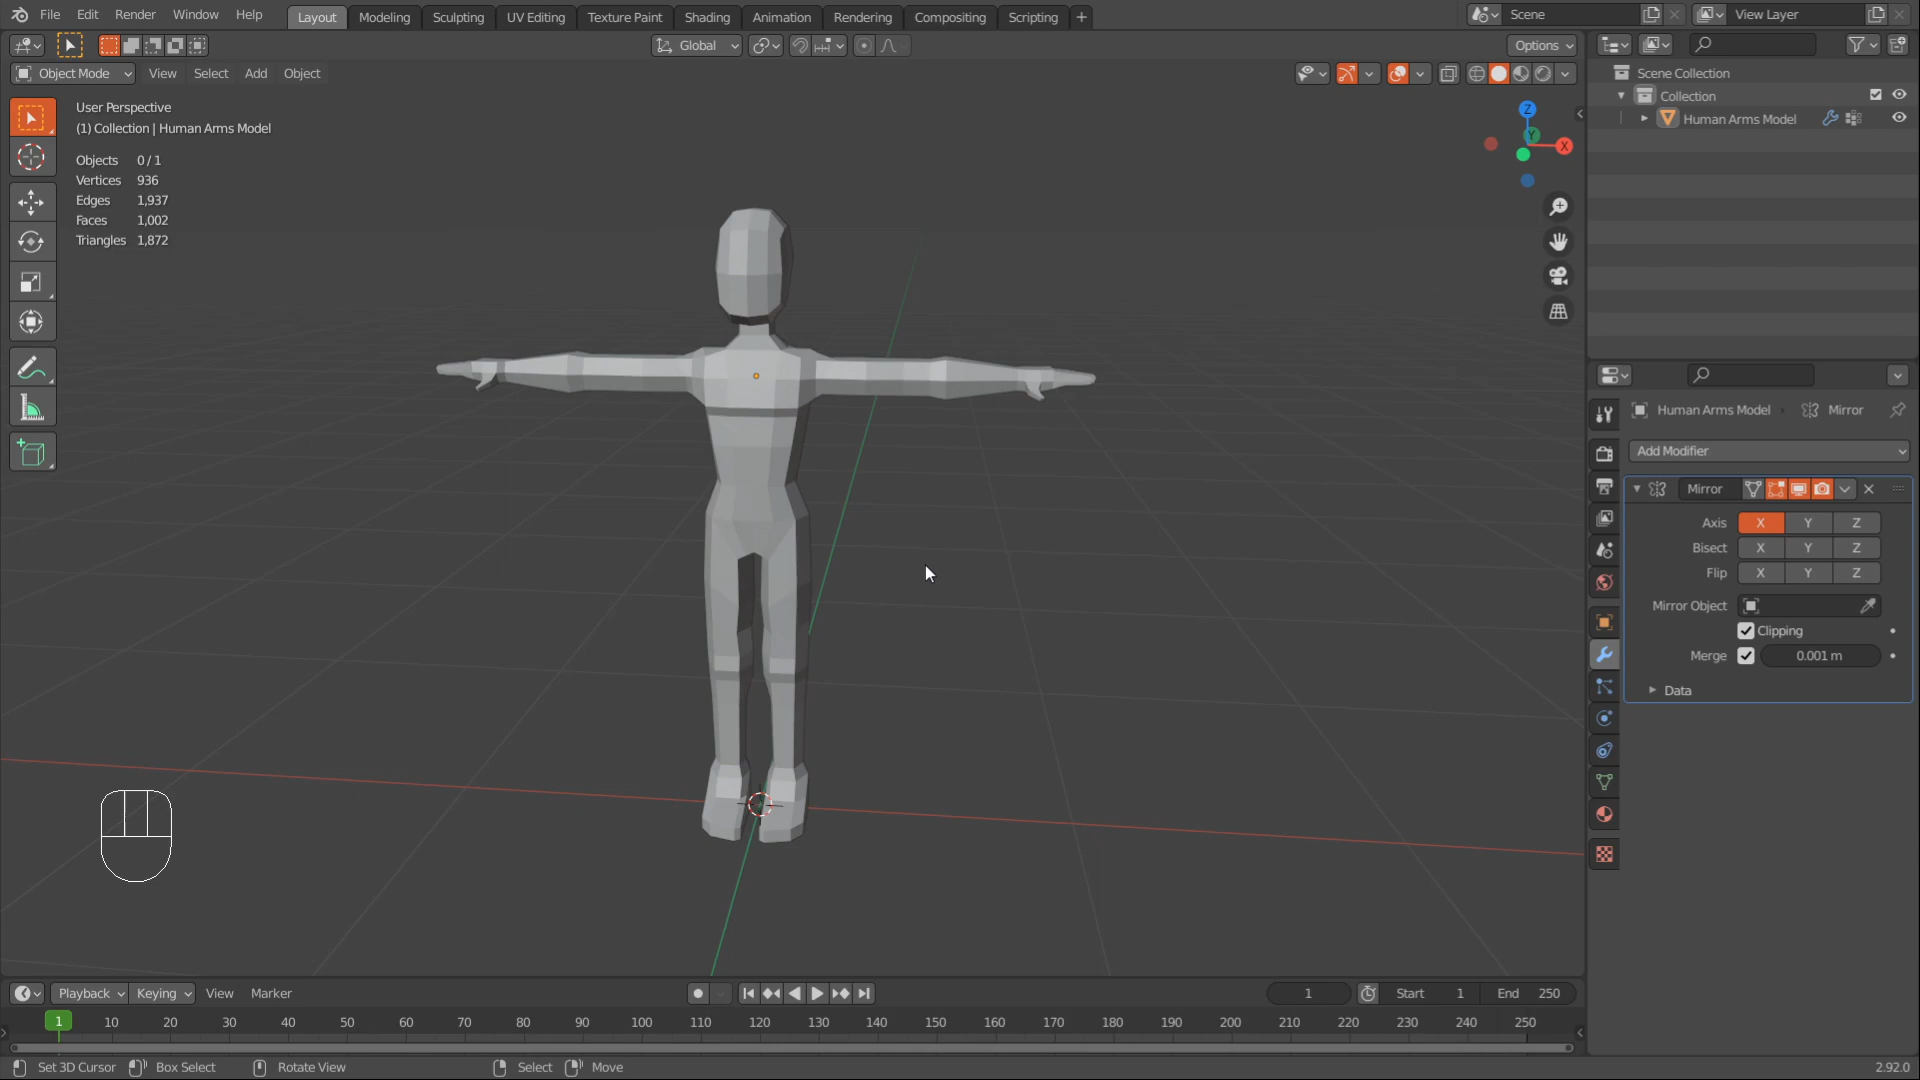 File Edit Render Window Help Layout Modeling Sculpting UV Editing Texture Paint Shading Animation Rendering Compositing Scripting + Scene View Layer
Global Options
Object Mode View Select Add Object
Scene Collection
Collection
Human Arms Model
User Perspective
(1) Collection | Human Arms Model
Objects 0/1
Vertices 936
Edges 1,937
Faces 1,002
Triangles 1,872
Z
Y
X
Human Arms Model Mirror
Add Modifier
Mirror
Axis X Y Z
Bisect X Y Z
Flip X Y Z
Mirror Object
Clipping
Merge 0.001 m
Data
Playback Keying View Marker 1 Start 1 End 250
1 10 20 30 40 50 60 70 80 90 100 110 120 130 140 150 160 170 180 190 200 210 220 230 240 250
Set 3D Cursor Box Select Rotate View Select Move 2.92.0